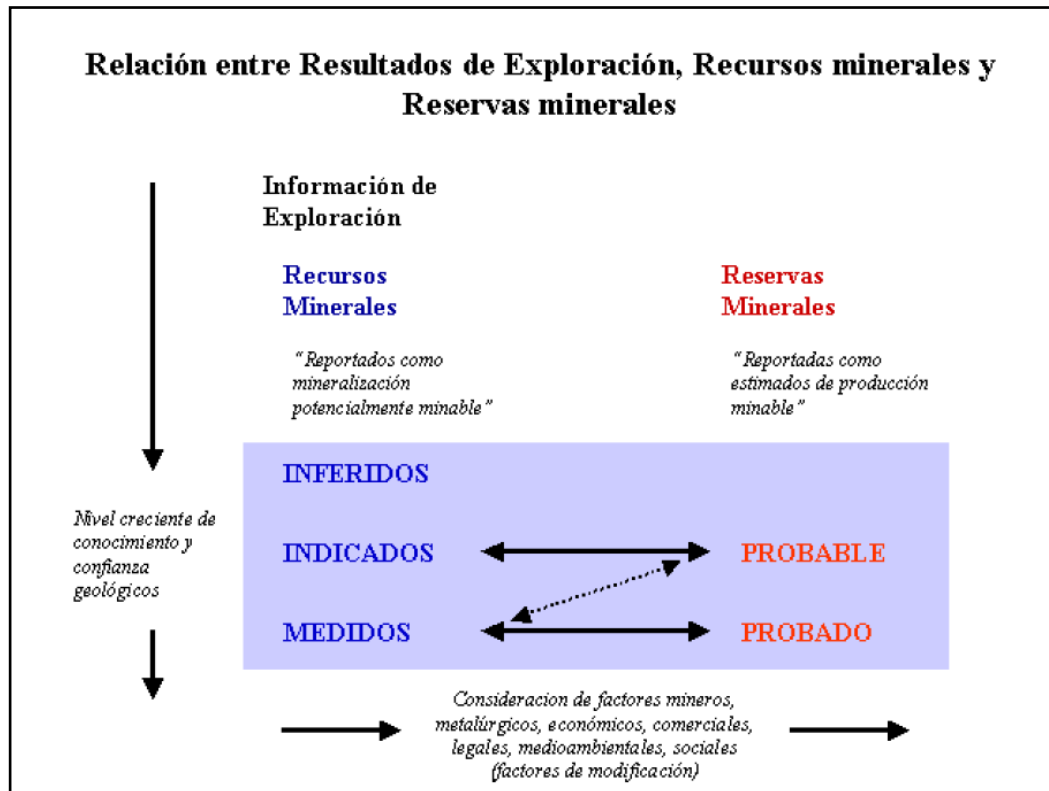 Relación entre Resultados de Exploración, Recursos minerales y
Reservas minerales
Información de
Exploración
Recursos
Minerales
Reservas
Minerales
"Reportados como
mineralización
potencialmente minable"
"Reportadas como
estimados de producción
minable"
INFERIDOS
Nivel creciente de
conocimiento y
confianza
geológicos
INDICADOS
PROBABLE
MEDIDOS
PROBADO
Consideracion de factores mineros,
metalúrgicos, económicos, comerciales,
legales, medioambientales, sociales
(factores de modificación)